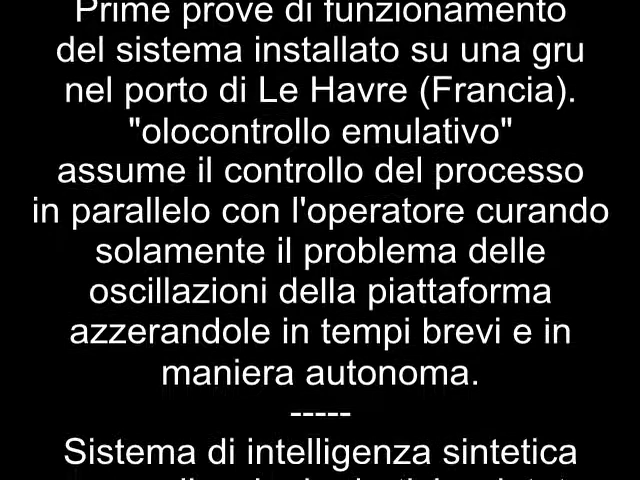 Prime prove di funzionamento
del sistema installato su una gru
nel porto di Le Havre (Francia).
"olocontrollo emulativo"
assume il controllo del processo
in parallelo con l'operatore curando
solamente il problema delle
oscillazioni della piattaforma
azzerandole in tempi brevi e in
maniera autonoma.
-----
Sistema di intelligenza sintetica